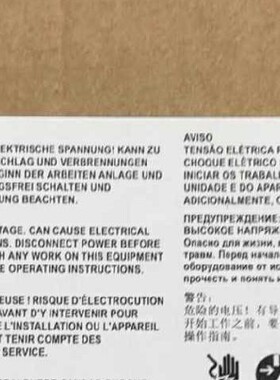 EKTRISCHE SPANNUNG! KANN ZU
CHLAG UND VERBRENNUNGEN
GINN DER ARBEITEN ANLAGE UND
GSFREI SCHALTEN UND
UNG BEACHTEN.
TAGE. CAN CAUSE ELECTRICAL
NS. DISCONNECT POWER BEFORE
H ANY WORK ON THIS EQUIPMENT
E OPERATING INSTRUCTIONS.
EUSE ! RISQUE D'ÉLECTROCUTION
AVANT D'Y INTERVENIR POUR
E L'INSTALLATION OU L'APPAREIL
T TENIR COMPTE DES
SERVICE.
AVISO
TENSÃO ELÉTRICA
CHOQUE ELÉTRICO
INICIAR OS TRABAL
UNIDADE E DO APAR
ADICIONALMENTE,
ПРЕДУПРЕЖДЕНИЕ:
ВЫСОКОЕ НАПРЯЖ
Опасно для жизни,
травм. Перед начало
оборудование от ис
прочесть и понять
警告:
危险的电压! 有导
开始工作之前, 要
操作指南。